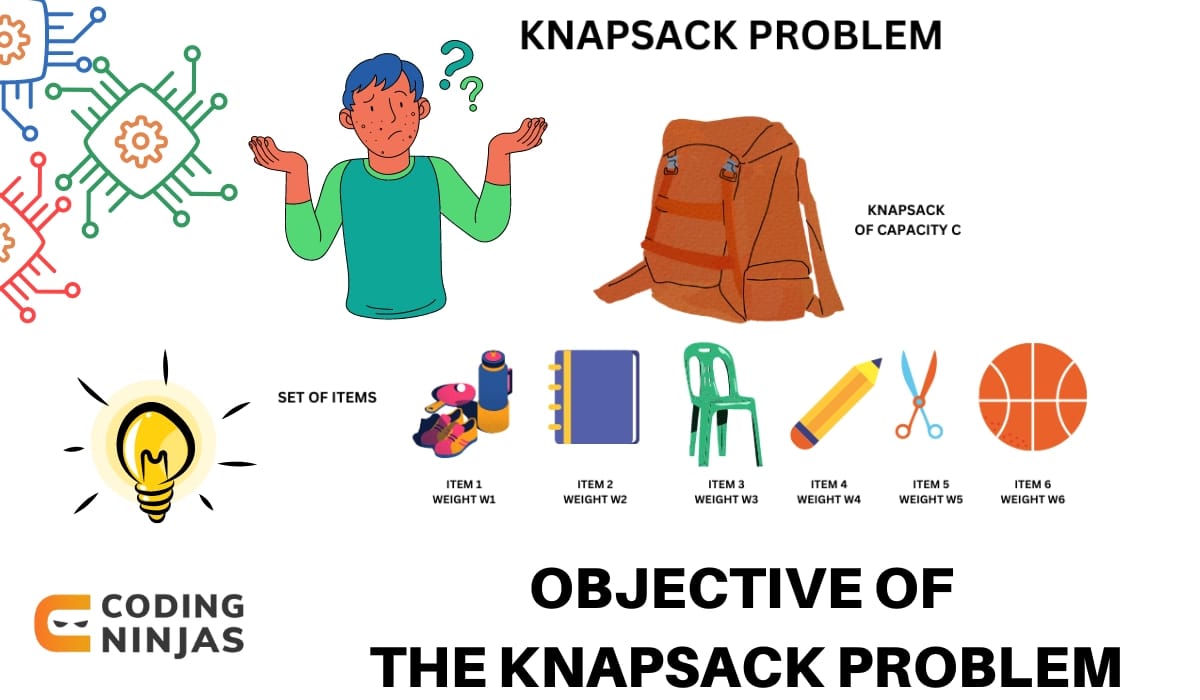 KNAPSACK PROBLEM
? ?
KNAPSACK
OF CAPACITY C
SET OF ITEMS
ITEM 1
WEIGHT W1
ITEM 2
WEIGHT W2
ITEM 3
WEIGHT W3
ITEM 4
WEIGHT W4
ITEM 5
WEIGHT W5
ITEM 6
WEIGHT W6
CODING
NINJAS
OBJECTIVE OF
THE KNAPSACK PROBLEM